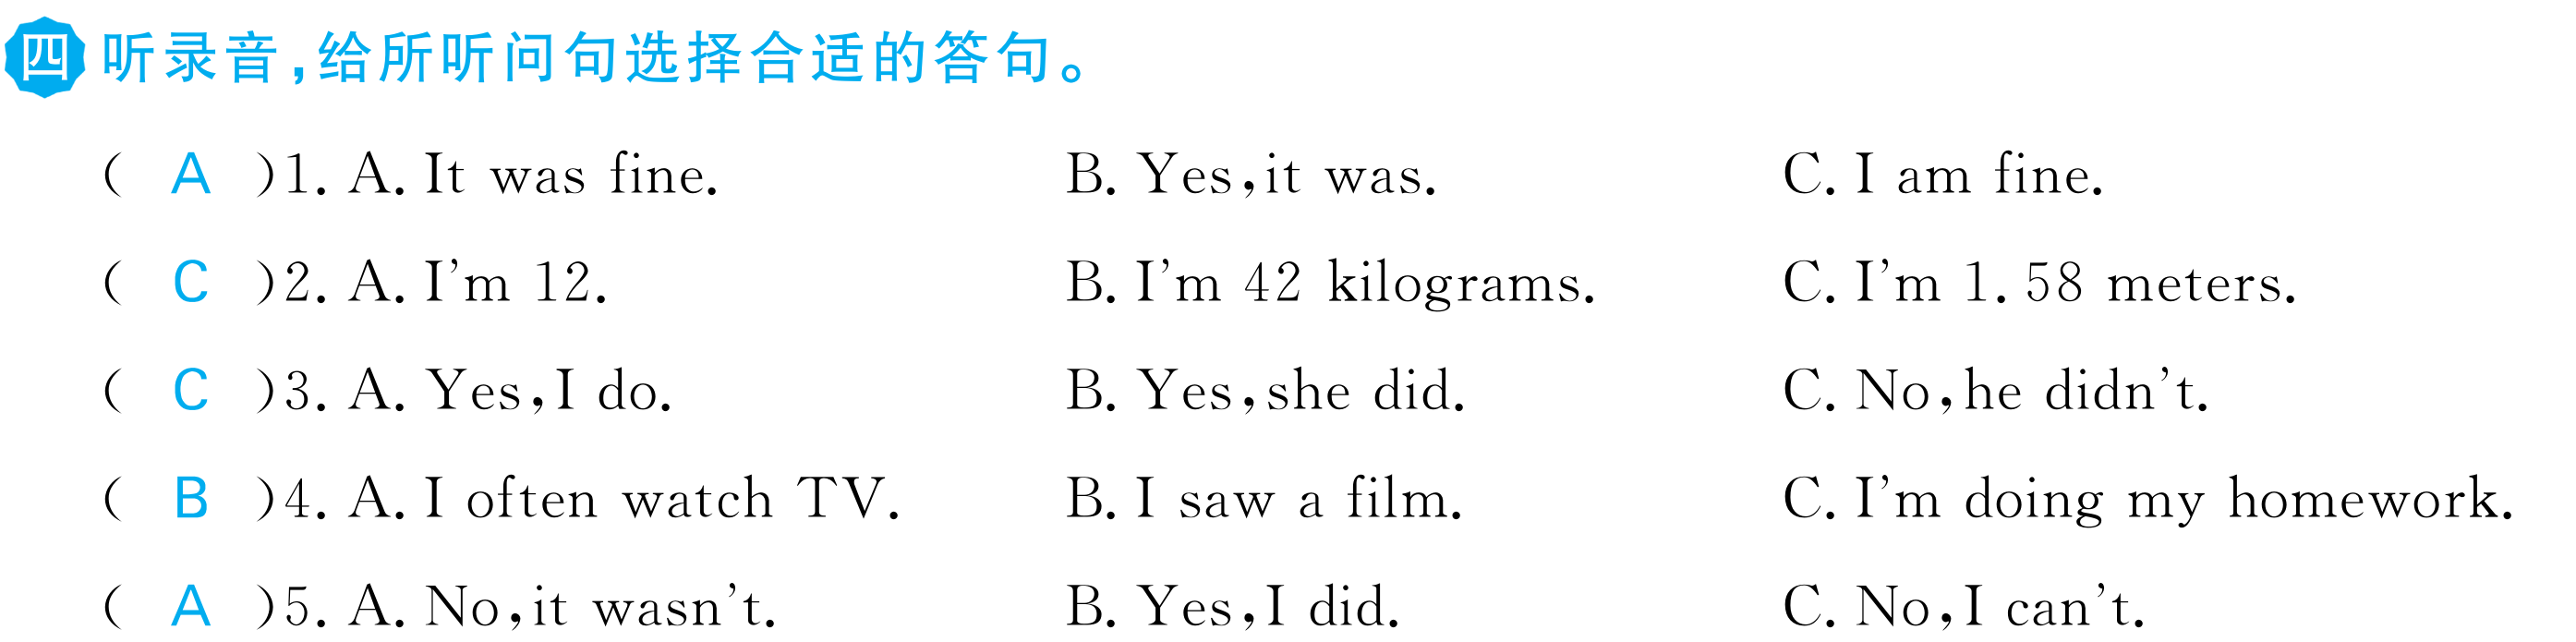 四 听录音,给所听问句选择合适的答句。
( A )1. A. It was fine. B. Yes,it was. C. I am fine.
( C )2. A. I’m 12. B. I’m 42 kilograms. C. I’m 1. 58 meters.
( C )3. A. Yes,I do. B. Yes,she did. C. No,he didn’t.
( B )4. A. I often watch TV. B. I saw a film. C. I’m doing my homework.
( A )5. A. No,it wasn’t. B. Yes,I did. C. No,I can’t.